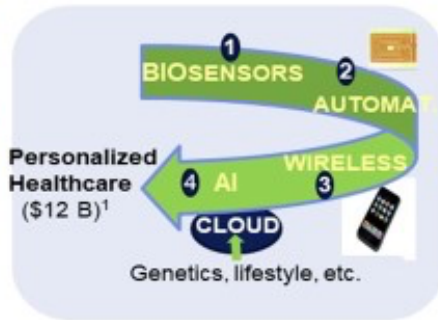 1
BIOSENSORS
2
AUTOMAT
WIRELESS
3
4 AI
Personalized
Healthcare
($12 B)¹
CLOUD
Genetics, lifestyle, etc.